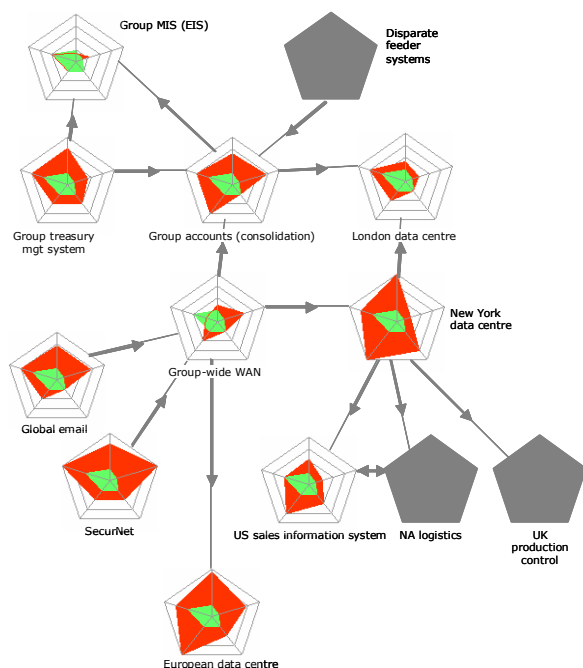 Group MIS (EIS)
Disparate
feeder
systems
Group treasury
mgt system
Group accounts (consolidation)
London data centre
New York
data centre
Group-wide WAN
Global email
SecurNet
US sales information system
NA logistics
UK
production
control
European data centre